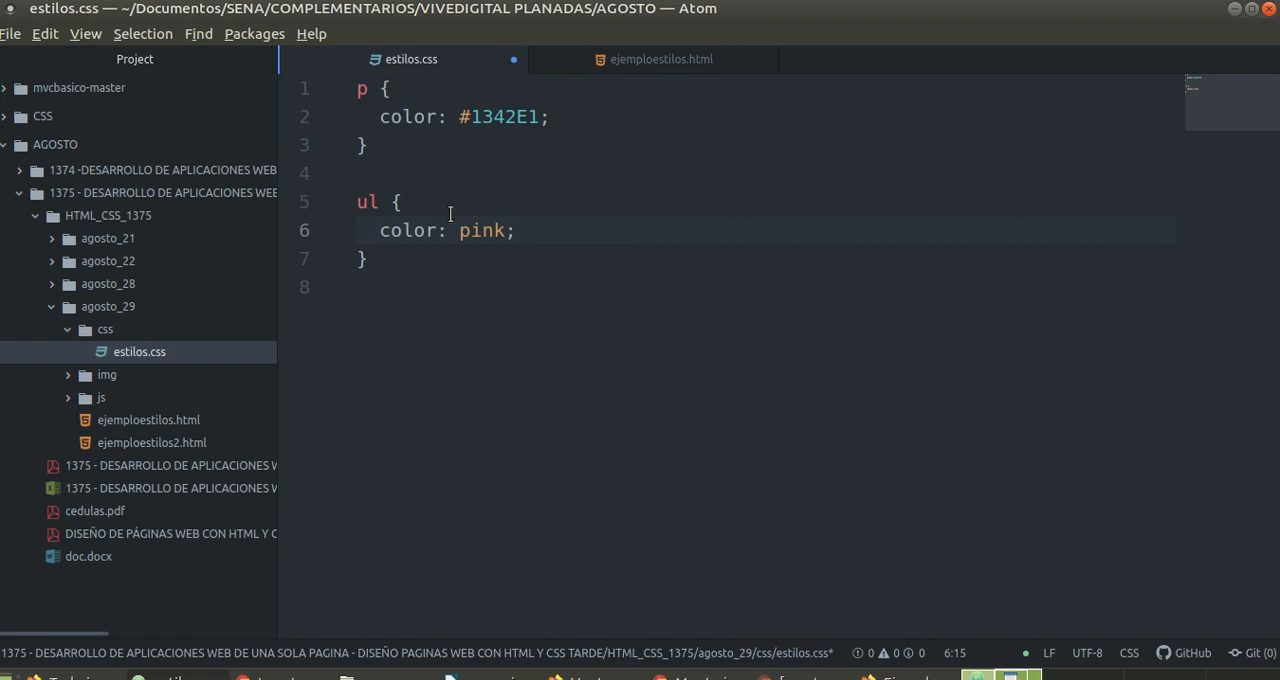 estilos.css — ~/Documentos/SENA/COMPLEMENTARIOS/VIVEDIGITAL PLANADAS/AGOSTO — Atom
File Edit View Selection Find Packages Help
Project
estilos.css
ejemploestilos.html
mvcbasico-master
CSS
AGOSTO
1374 -DESARROLLO DE APLICACIONES WEB
1375 - DESARROLLO DE APLICACIONES WEB
HTML_CSS_1375
agosto_21
agosto_22
agosto_28
agosto_29
css
estilos.css
img
js
ejemploestilos.html
ejemploestilos2.html
1375 - DESARROLLO DE APLICACIONES W
1375 - DESARROLLO DE APLICACIONES W
cedulas.pdf
DISEÑO DE PÁGINAS WEB CON HTML Y C
doc.docx
1 p {
2 color: #1342E1;
3 }
4
5 ul {
6 color: pink;
7 }
8
1375 - DESARROLLO DE APLICACIONES WEB DE UNA SOLA PAGINA - DISEÑO PAGINAS WEB CON HTML Y CSS TARDE/HTML_CSS_1375/agosto_29/css/estilos.css* 0 0 0 6:15 LF UTF-8 CSS GitHub Git (0)